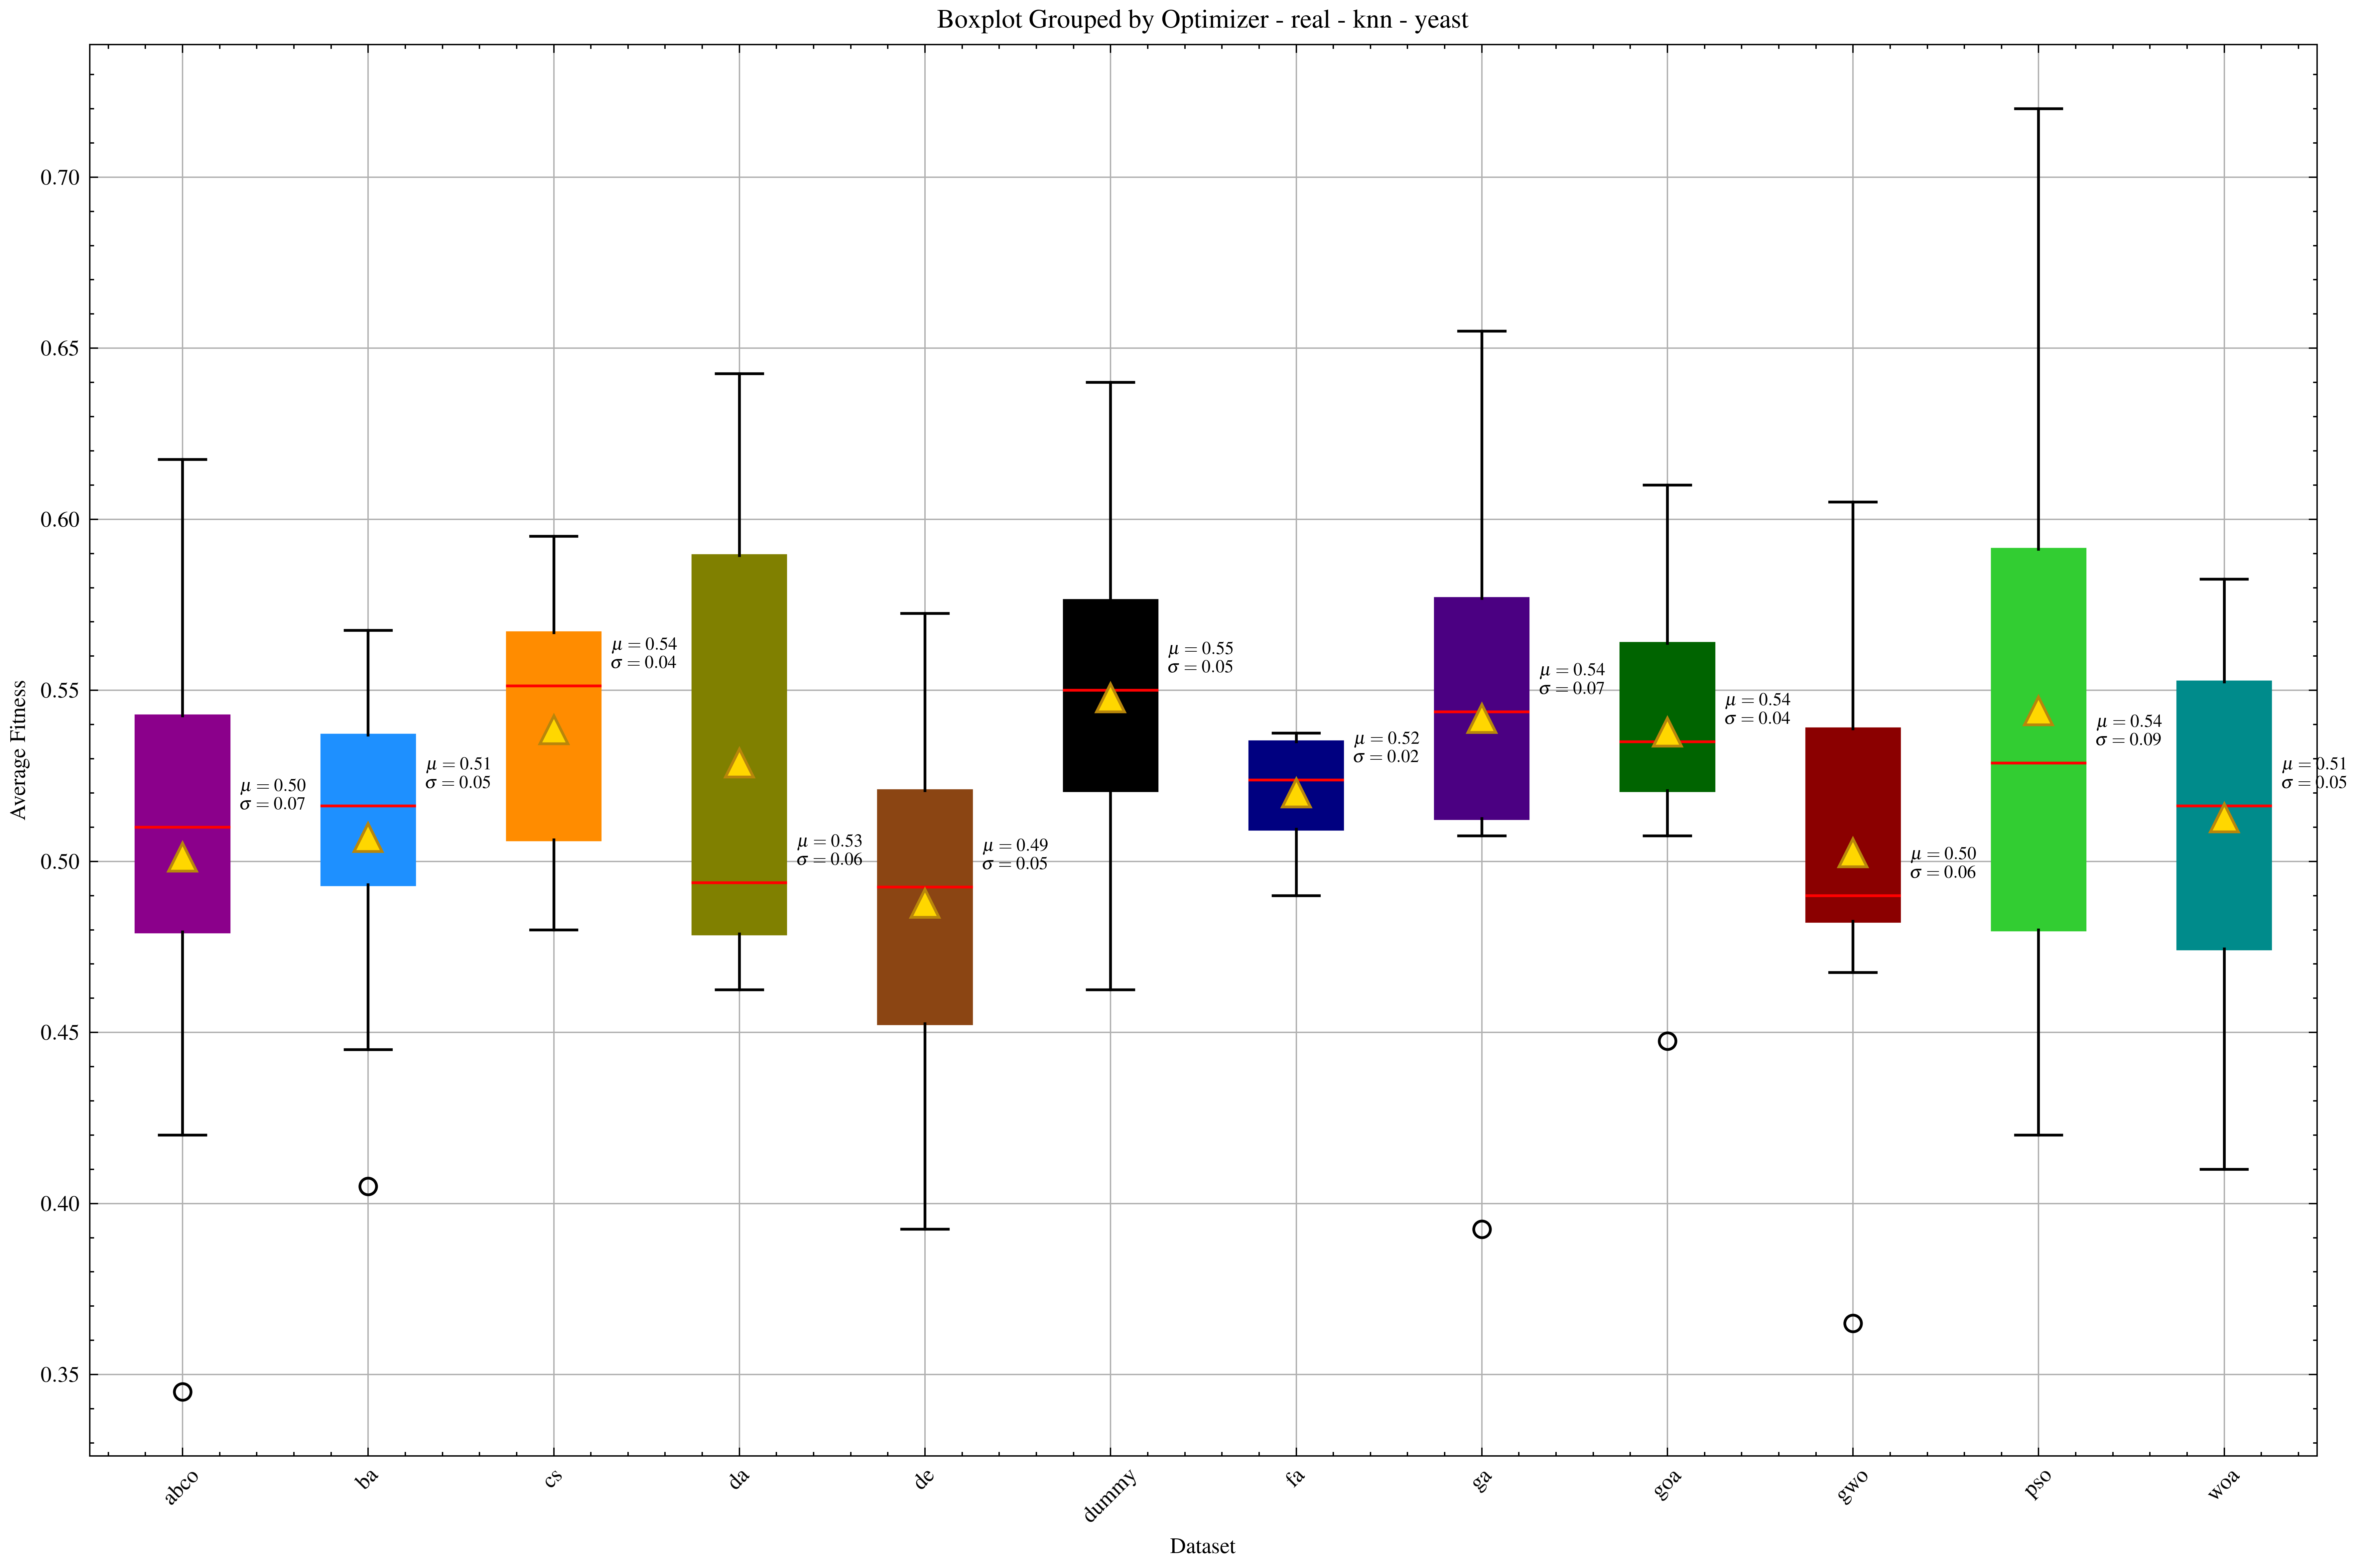 Boxplot Grouped by Optimizer - real - knn - yeast
Average Fitness
0.70
0.65
0.60
0.55
0.50
0.45
0.40
0.35
μ = 0.50
σ = 0.07
μ = 0.51
σ = 0.05
μ = 0.54
σ = 0.04
μ = 0.53
σ = 0.06
μ = 0.49
σ = 0.05
μ = 0.55
σ = 0.05
μ = 0.52
σ = 0.02
μ = 0.54
σ = 0.07
μ = 0.54
σ = 0.04
μ = 0.50
σ = 0.06
μ = 0.54
σ = 0.09
μ = 0.51
σ = 0.05
abco
ba
cs
da
de
dummy
fa
ga
goa
gwo
pso
woa
Dataset